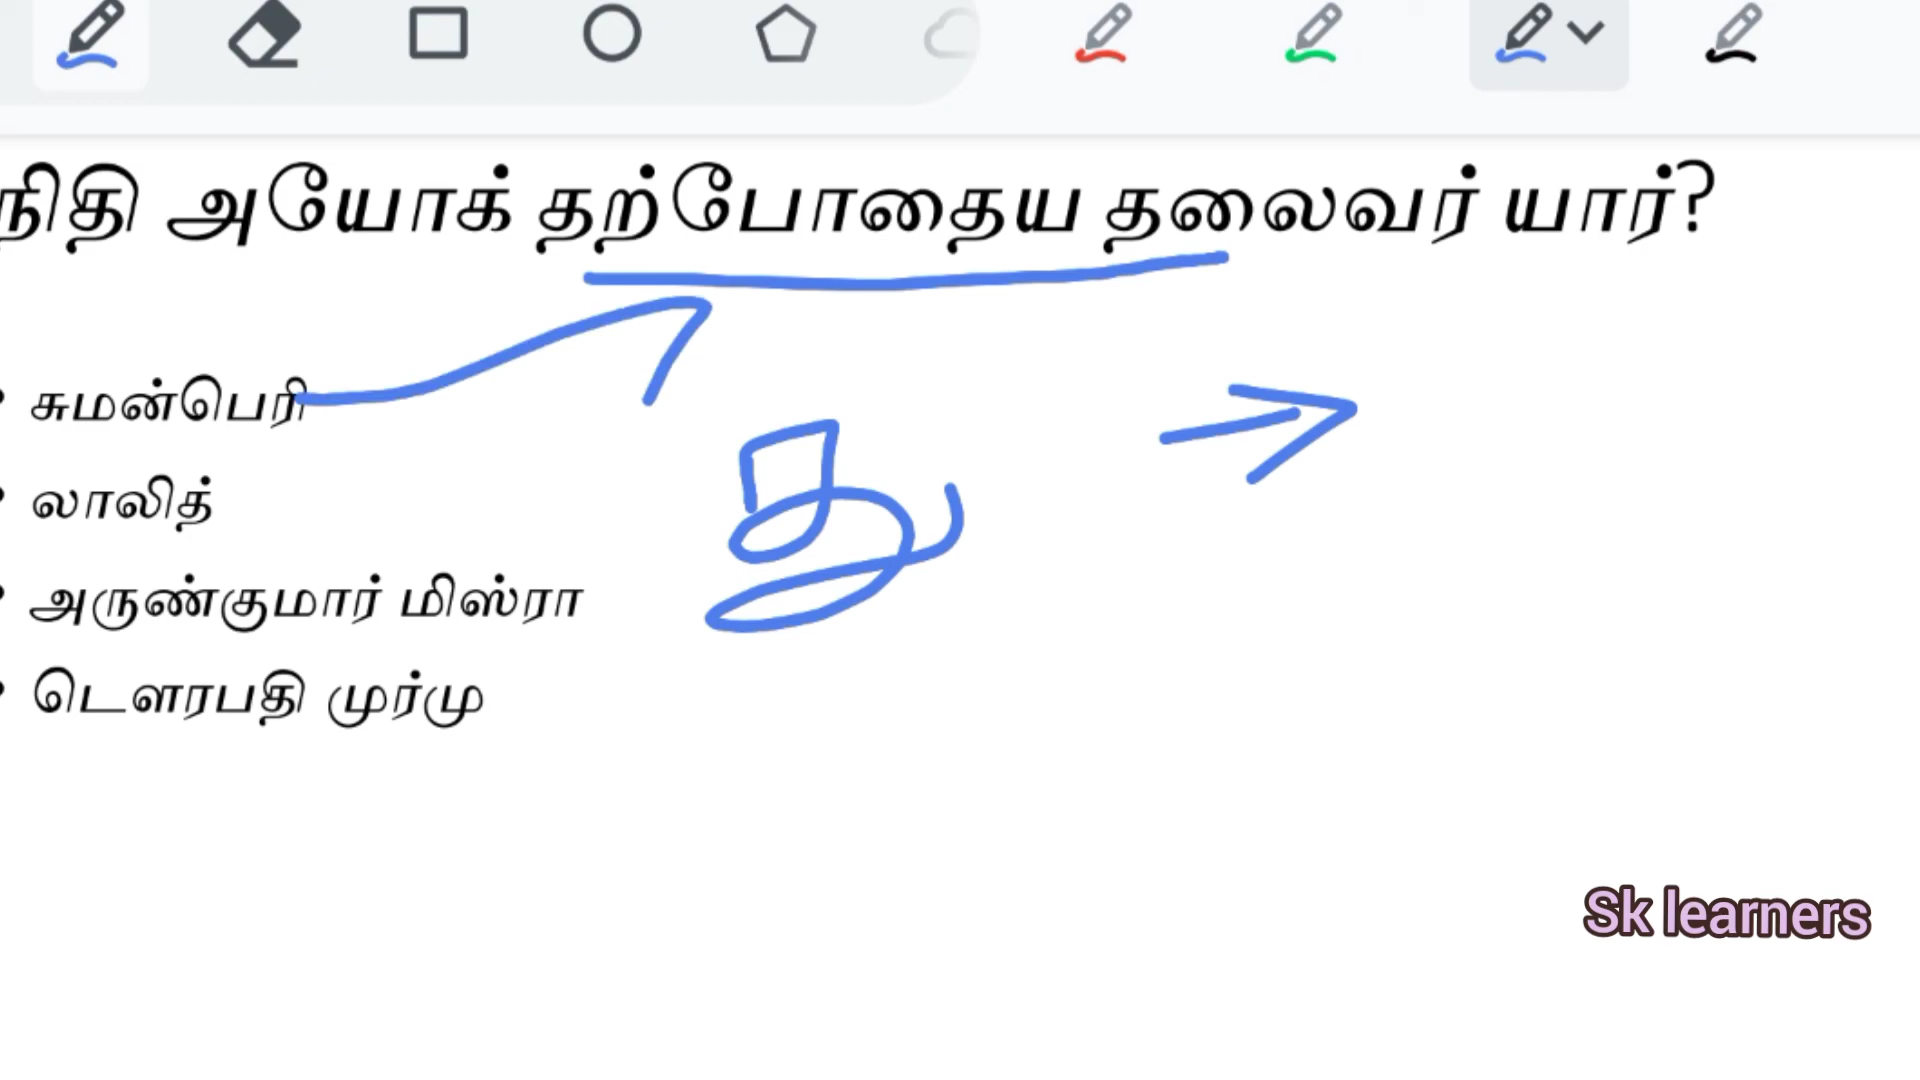 நிதி அயோக் தற்போதைய தலைவர் யார்?
சுமன்பெரி
லாலித்
அருண்குமார் மிஸ்ரா
டௌரபதி முர்மு
து
Sk learners